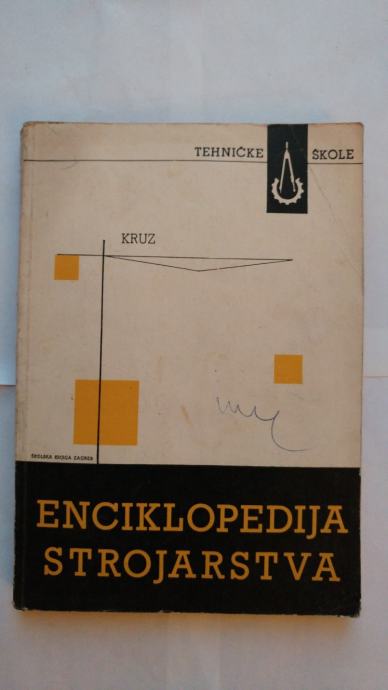 TEHNIČKE ŠKOLE
KRUZ
ŠKOLSKA KNJIGA ZAGREB
ENCIKLOPEDIJA
STROJARSTVA